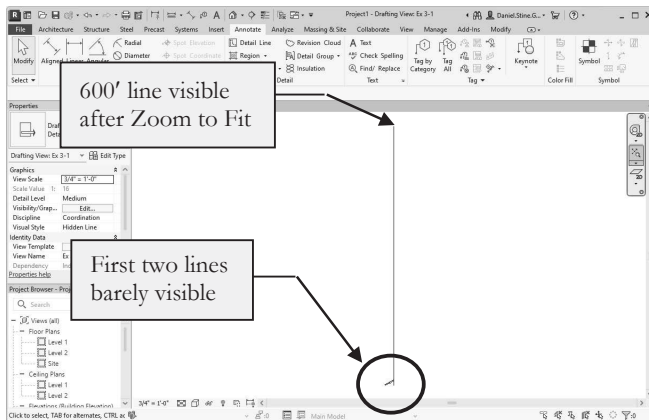 Project1 - Drafting View: Ex 3-1
Daniel.Stine.G...
File Architecture Structure Steel Precast Systems Insert Annotate Analyze Massing & Site Collaborate View Manage Add-Ins Modify
Modify
Aligned Linear Angular
Radial
Diameter
Spot Elevation
Spot Coordinate
Detail Line
Region
Revision Cloud
Detail Group
Insulation
Detail
A Text
Check Spelling
Find/ Replace
Text
Tag by Category
Tag All
Tag
Keynote
Color Fill
Symbol
Symbol
Select
Properties
Drafting View: Ex 3-1
Edit Type
Graphics
View Scale 3/4" = 1'-0"
Scale Value 1: 16
Detail Level Medium
Visibility/Grap... Edit...
Discipline Coordination
Visual Style Hidden Line
Identity Data
View Template
View Name Ex
Dependency Ind
Properties help
Project Browser - Proj
Search
Views (all)
Floor Plans
Level 1
Level 2
Site
Ceiling Plans
Level 1
Level 2
Elevations (Building Elevation)
600' line visible
after Zoom to Fit
First two lines
barely visible
2D
3/4" = 1'-0"
Click to select, TAB for alternates, CTRL ac
:0
Main Model
:0